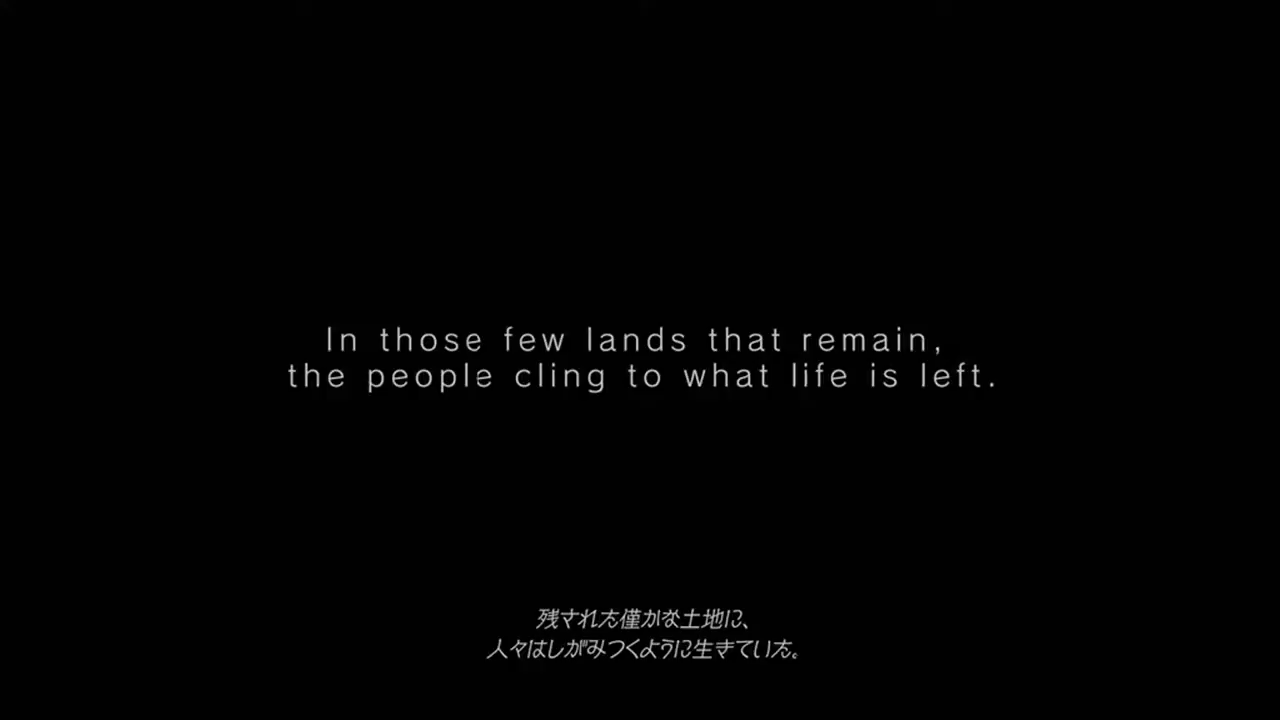 In those few lands that remain,
the people cling to what life is left.
残された僅かな土地に、
人々はしがみつくように生きていた。